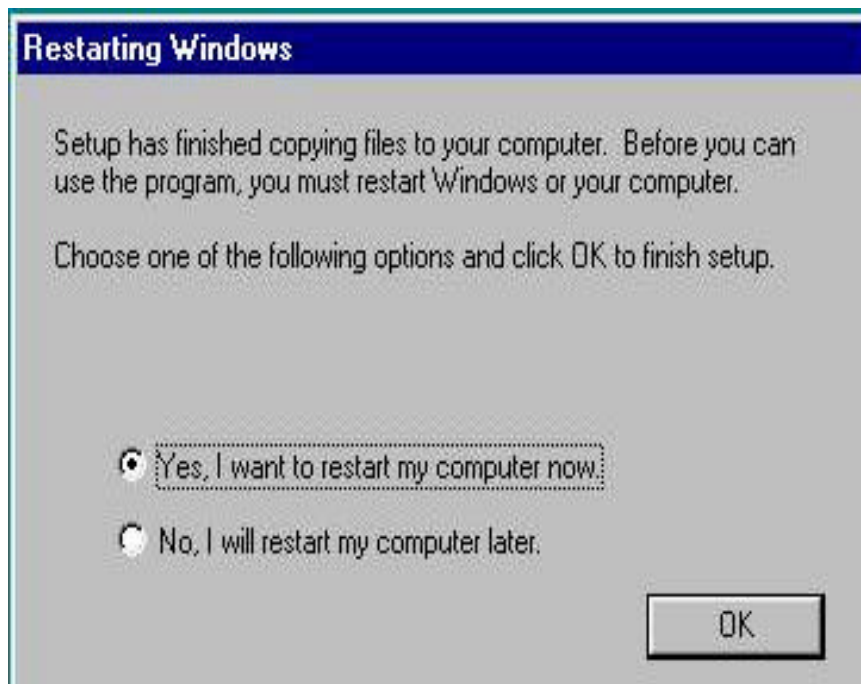 Restarting Windows
Setup has finished copying files to your computer.  Before you can
use the program, you must restart Windows or your computer.
Choose one of the following options and click OK to finish setup.
Yes, I want to restart my computer now.
No, I will restart my computer later.
OK